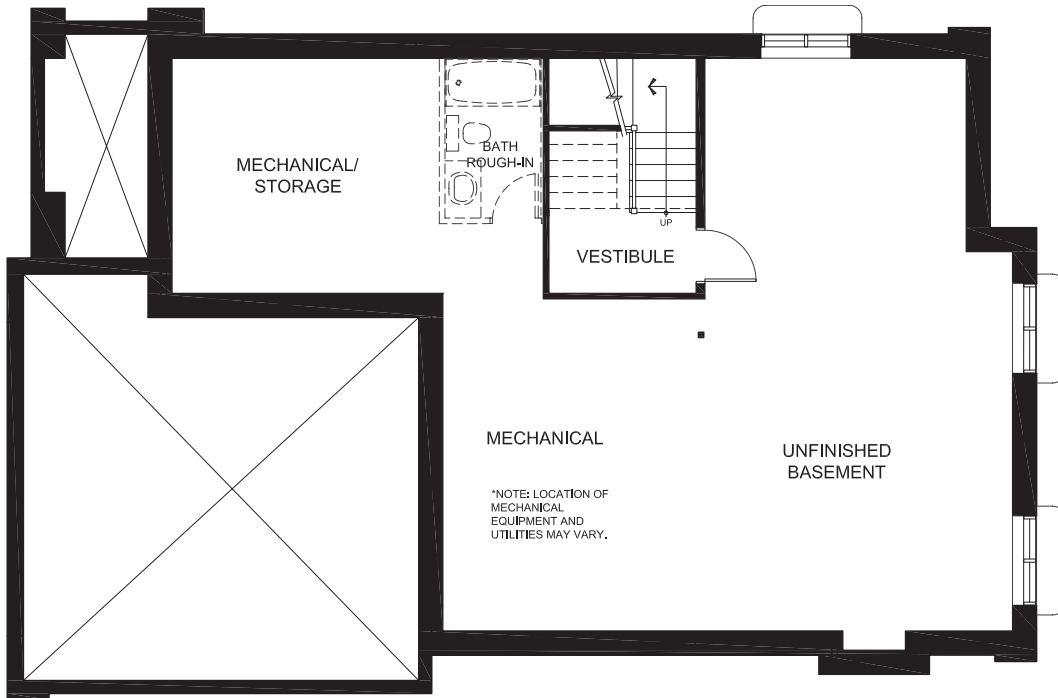 MECHANICAL/
STORAGE
BATH
ROUGH-IN
UP
VESTIBULE
MECHANICAL
*NOTE: LOCATION OF
MECHANICAL
EQUIPMENT AND
UTILITIES MAY VARY.
UNFINISHED
BASEMENT